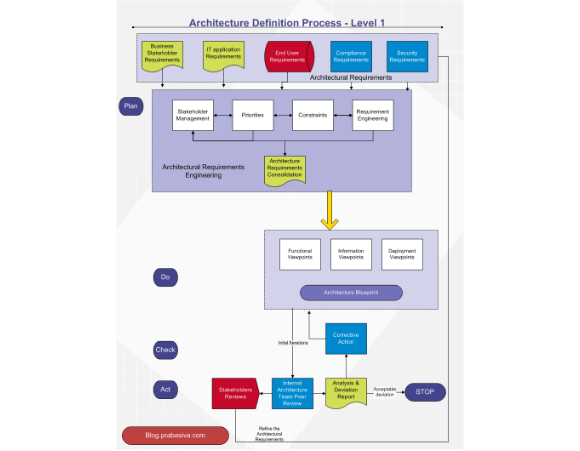 Architecture Definition Process - Level 1
Business
Stakeholder
Requirements
IT application
Requirements
End User
Requirements
Compliance
Requirements
Security
Requirements
Architectural Requirements
Plan
Stakeholder
Management
Priorities
Constraints
Requirement
Engineering
Architectural Requirements
Engineering
Architecture
Requirements
Consolidation
Functional
Viewpoints
Information
Viewpoints
Deployment
Viewpoints
Do
Architecture Blueprint
Initial Iterations
Corrective
Action
Check
Act
Stakeholders
Reviews
Internal
Architecture
Team Peer
Review
Analysis &
Deviation
Report
Acceptable
deviation
STOP
Refine the
Architectural
Requirements
Blog.prabasiva.com